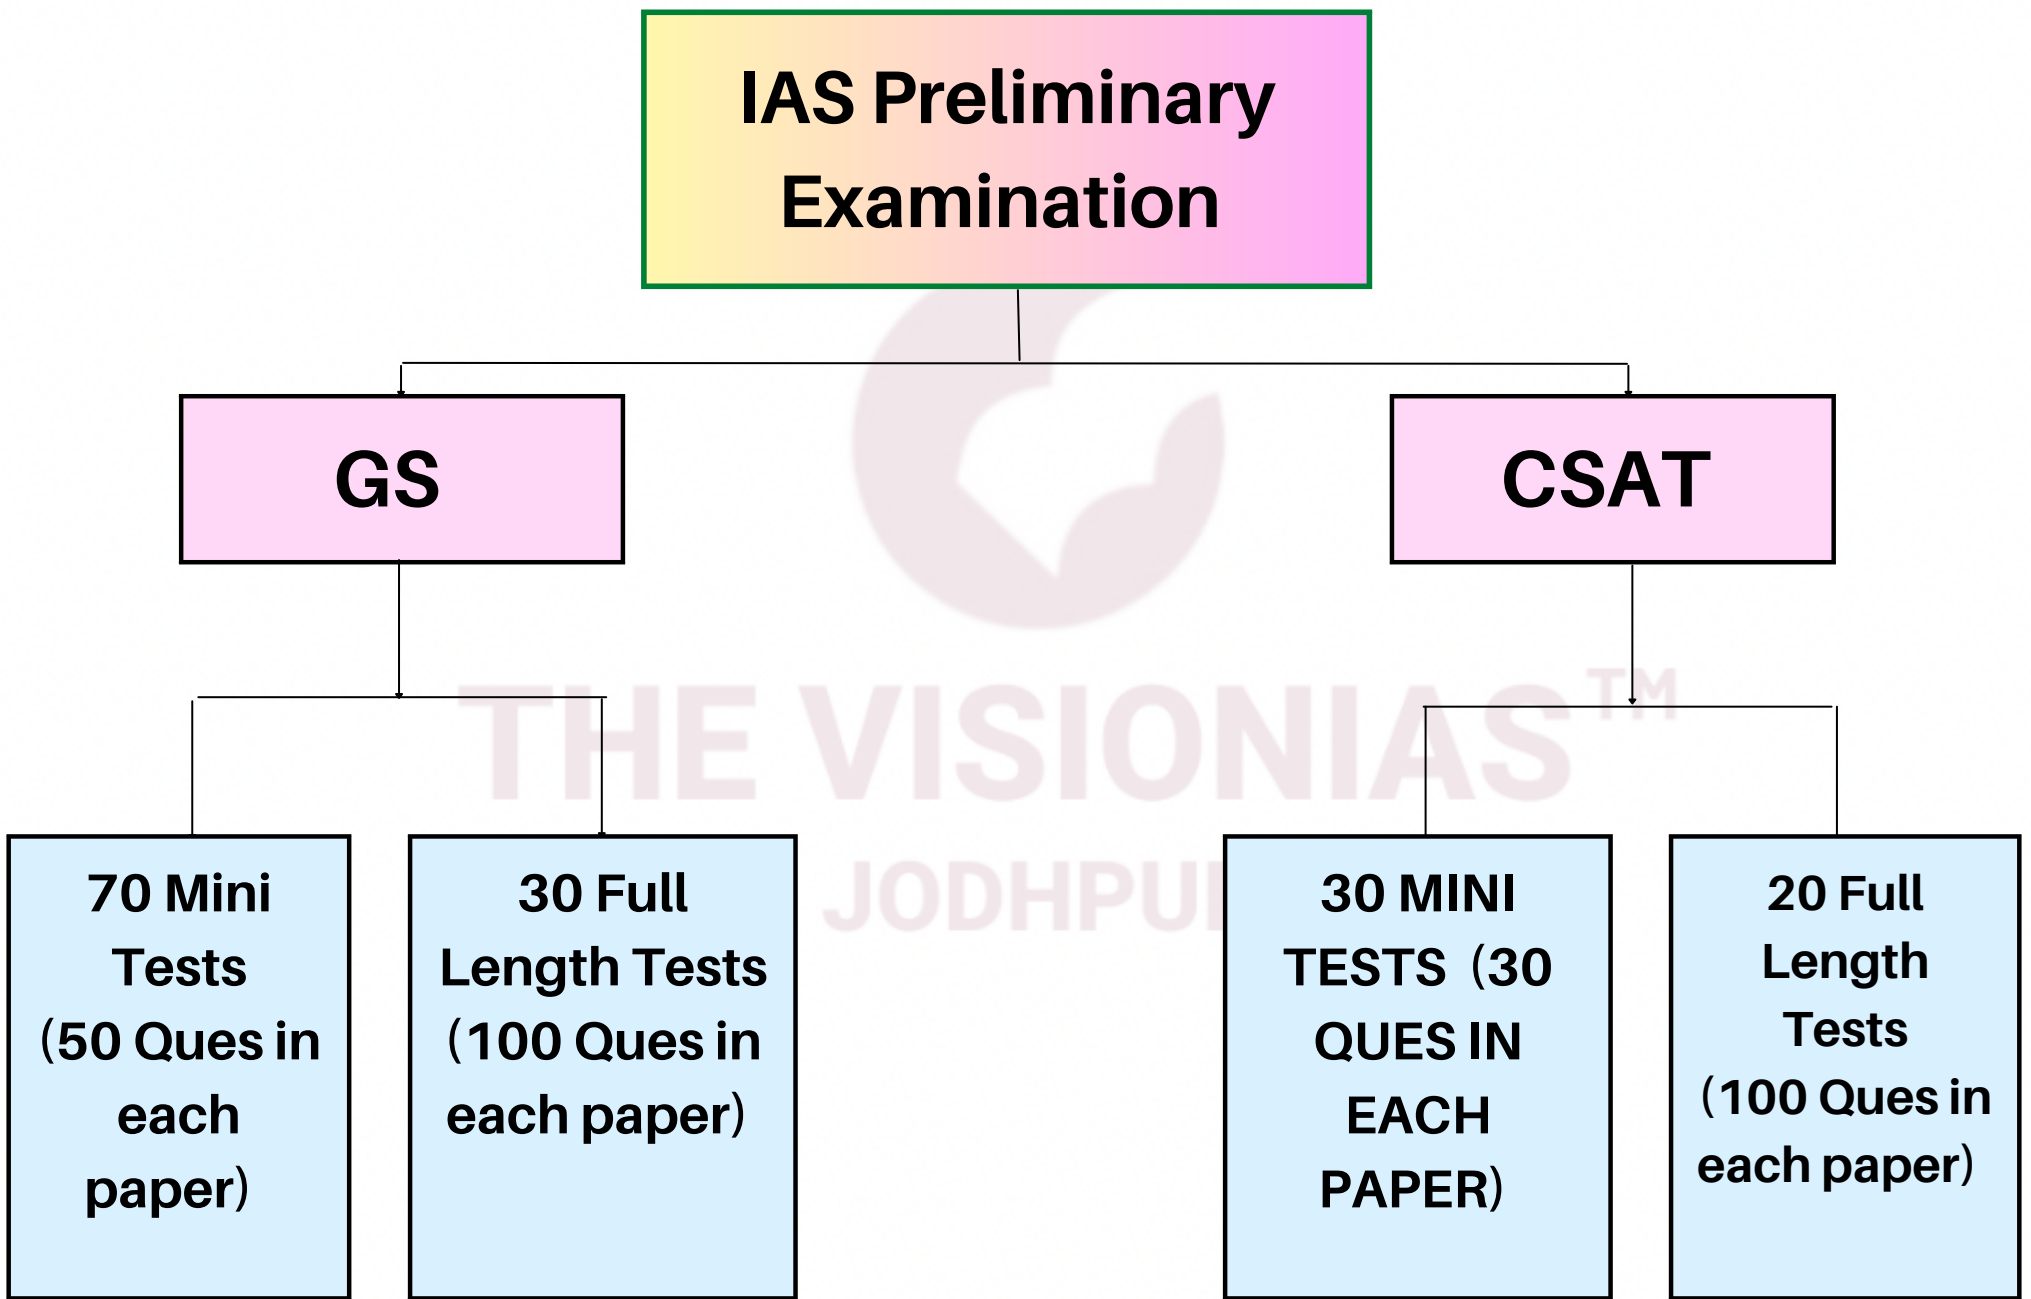 IAS Preliminary
Examination
GS
CSAT
THE VISIONIAS™
JODHPU
70 Mini
Tests
(50 Ques in
each
paper)
30 Full
Length Tests
(100 Ques in
each paper)
30 MINI
TESTS (30
QUES IN
EACH
PAPER)
20 Full
Length
Tests
(100 Ques in
each paper)